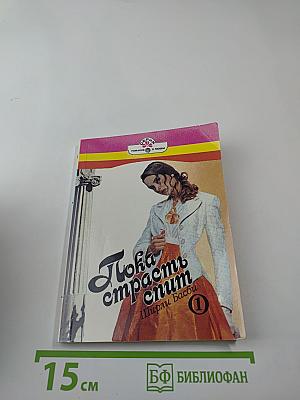 Пока
страсть
спит
Ширли Басби
1
15 см
БФ БИБЛИОФАН